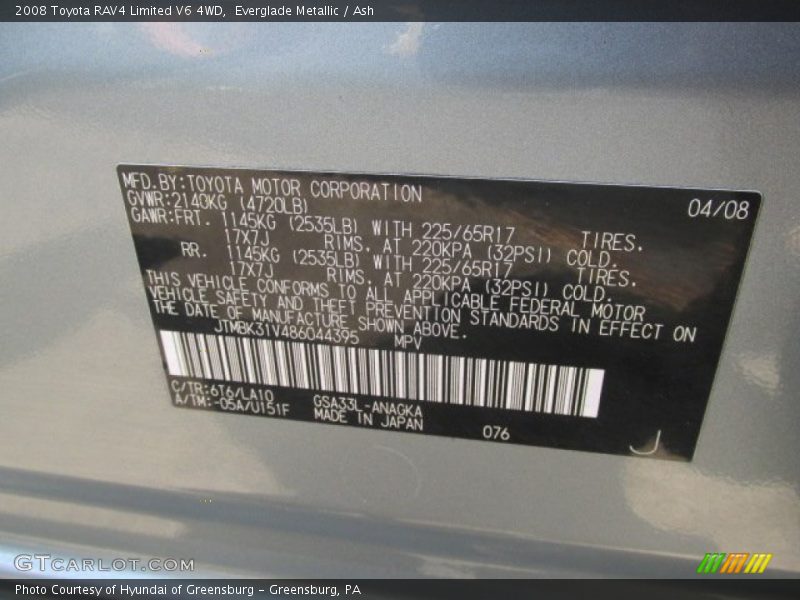 2008 Toyota RAV4 Limited V6 4WD, Everglade Metallic / Ash
MFD.BY:TOYOTA MOTOR CORPORATION 04/08
GVWR:2140KG (4720LB)
GAWR:FRT. 1145KG (2535LB) WITH 225/65R17 TIRES.
17X7J RIMS. AT 220KPA (32PSI) COLD.
RR. 1145KG (2535LB) WITH 225/65R17 TIRES.
17X7J RIMS. AT 220KPA (32PSI) COLD.
THIS VEHICLE CONFORMS TO ALL APPLICABLE FEDERAL MOTOR
VEHICLE SAFETY AND THEFT PREVENTION STANDARDS IN EFFECT ON
THE DATE OF MANUFACTURE SHOWN ABOVE.
JTMBK31V486044395 MPV
C/TR:6T6/LA10 GSA33L-ANAGKA
A/TM:-05A/U151F MADE IN JAPAN 076
J
GTCARLOT.COM
Photo Courtesy of Hyundai of Greensburg - Greensburg, PA